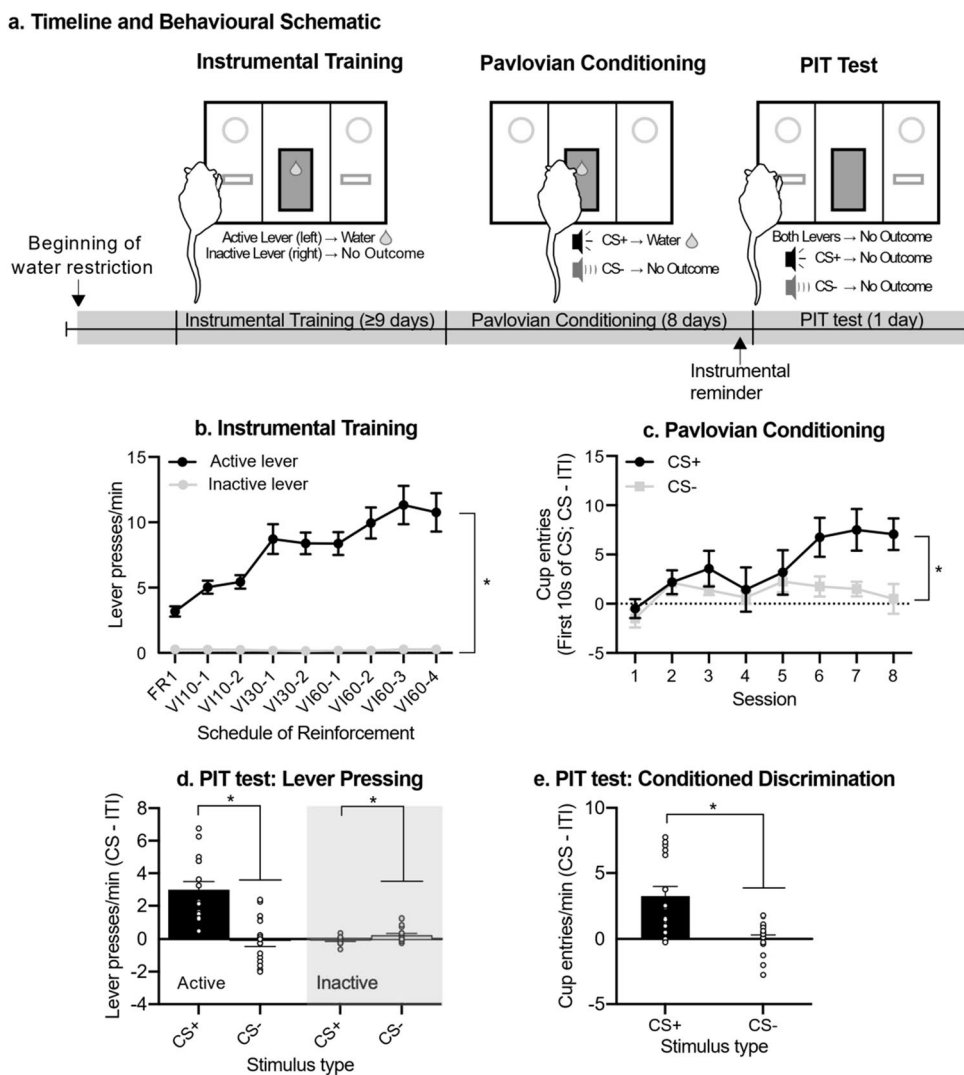 a. Timeline and Behavioural Schematic
Instrumental Training
Pavlovian Conditioning
PIT Test
Beginning of
water restriction
Active Lever (left) → Water
Inactive Lever (right) → No Outcome
CS+ → Water
CS- → No Outcome
Both Levers → No Outcome
CS+ → No Outcome
CS- → No Outcome
Instrumental Training (≥9 days)
Pavlovian Conditioning (8 days)
PIT test (1 day)
Instrumental
reminder
b. Instrumental Training
Lever presses/min
15
10
5
0
Active lever
Inactive lever
*
FR1
VI10-1
VI10-2
VI30-1
VI30-2
VI60-1
VI60-2
VI60-3
VI60-4
Schedule of Reinforcement
c. Pavlovian Conditioning
Cup entries
(First 10s of CS; CS - ITI)
15
10
5
0
-5
CS+
CS-
*
1 2 3 4 5 6 7 8
Session
d. PIT test: Lever Pressing
Lever presses/min (CS - ITI)
8
6
4
2
0
-2
-4
*
*
Active
Inactive
CS+
CS-
CS+
CS-
Stimulus type
e. PIT test: Conditioned Discrimination
Cup entries/min (CS - ITI)
10
5
0
-5
*
CS+
CS-
Stimulus type